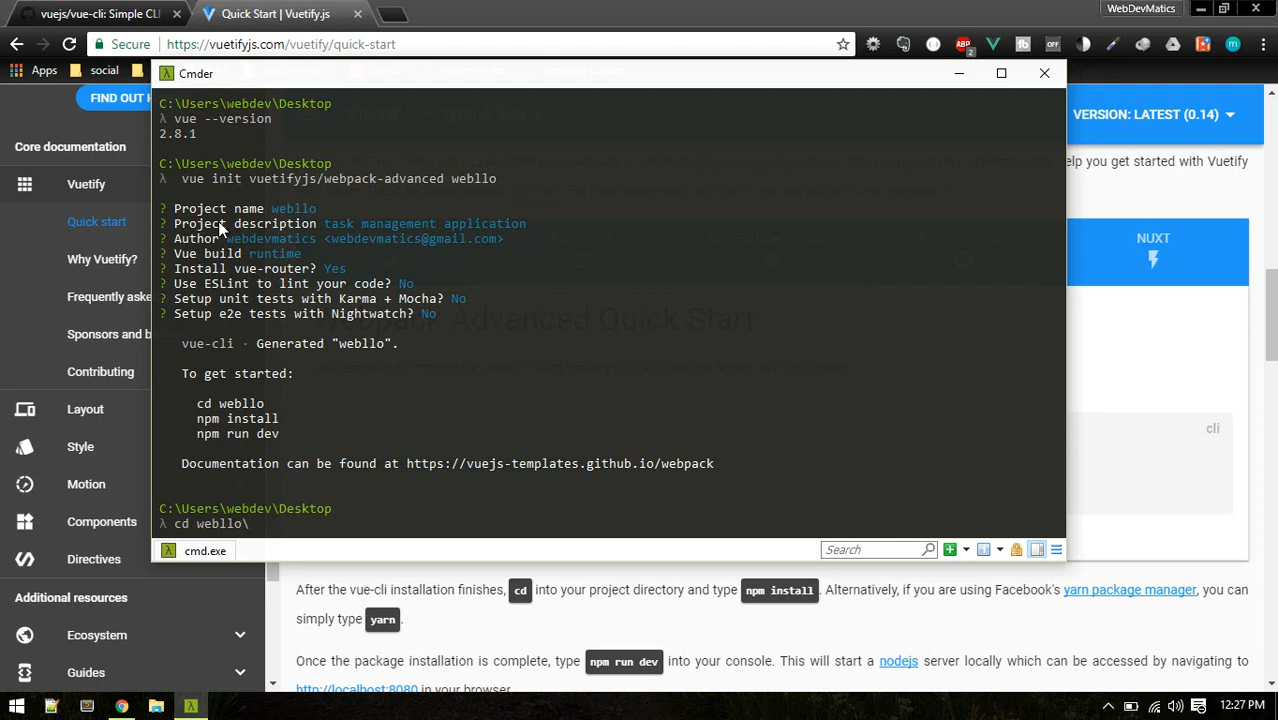 vuejs/vue-cli: Simple CL
Quick Start | Vuetify.js
WebDevMatics
Secure
https://vuetifyjs.com/vuetify/quick-start
Apps
social
Cmder
FIND OUT
VERSION: LATEST (0.14)
Core documentation
Vuetify
Quick start
Why Vuetify?
Frequently aske
Sponsors and b
Contributing
Layout
Style
Motion
Components
Directives
Additional resources
Ecosystem
Guides
C:\Users\webdev\Desktop
λ vue --version
2.8.1
C:\Users\webdev\Desktop
λ vue init vuetifyjs/webpack-advanced webllo
? Project name webllo
? Project description task management application
? Author webdevmatics <webdevmatics@gmail.com>
? Vue build runtime
? Install vue-router? Yes
? Use ESLint to lint your code? No
? Setup unit tests with Karma + Mocha? No
? Setup e2e tests with Nightwatch? No
vue-cli · Generated "webllo".
To get started:
cd webllo
npm install
npm run dev
Documentation can be found at https://vuejs-templates.github.io/webpack
C:\Users\webdev\Desktop
λ cd webllo\
cmd.exe
Search
Webpack Advanced Quick Start
elp you get started with Vuetify
NUXT
cli
After the vue-cli installation finishes, cd into your project directory and type npm install. Alternatively, if you are using Facebook's yarn package manager, you can
simply type yarn.
Once the package installation is complete, type npm run dev into your console. This will start a nodejs server locally which can be accessed by navigating to
http://localhost:8080 in your browser.
12:27 PM